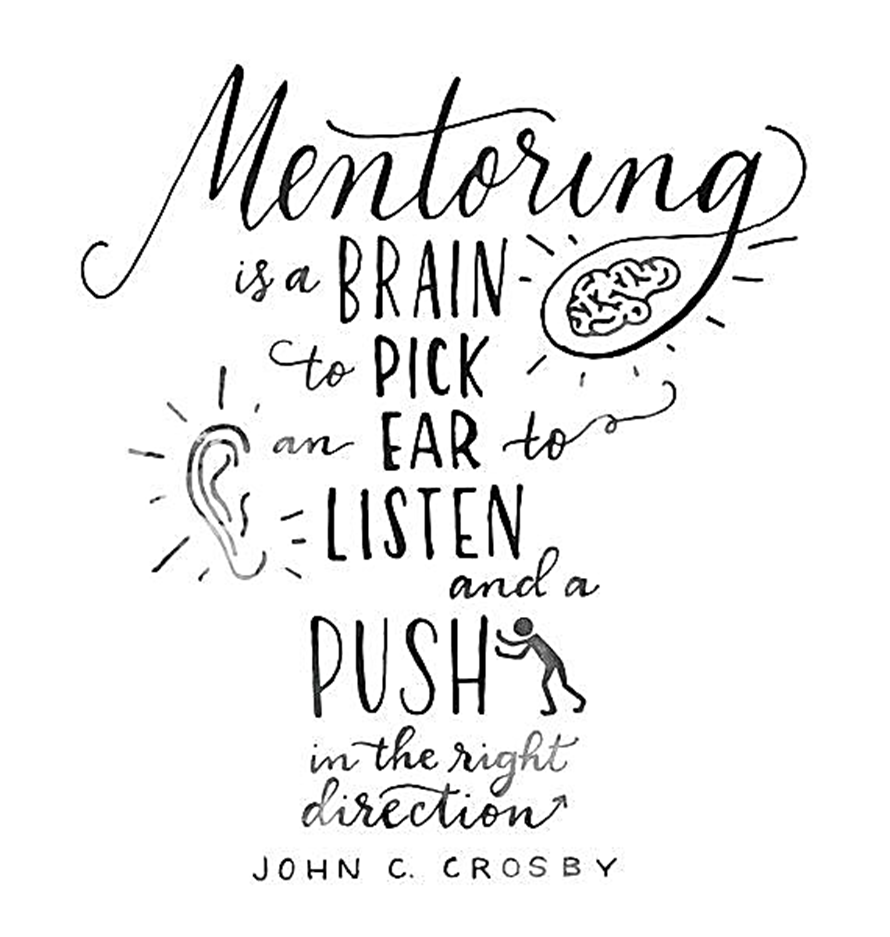 Mentoring
is a BRAIN
to PICK
an EAR to
LISTEN
and a
PUSH
in the right
direction
JOHN C. CROSBY